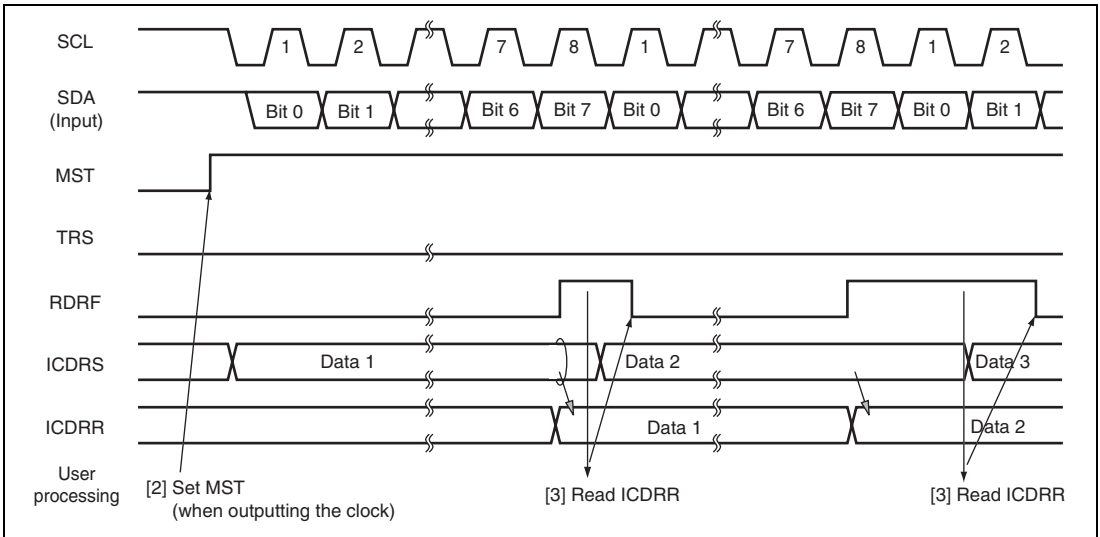 SCL 1 2 7 8 1 7 8 1 2
SDA
(Input) Bit 0 Bit 1 Bit 6 Bit 7 Bit 0 Bit 6 Bit 7 Bit 0 Bit 1
MST
TRS
RDRF
ICDRS Data 1 Data 2 Data 3
ICDRR Data 1 Data 2
User
processing [2] Set MST [3] Read ICDRR [3] Read ICDRR
(when outputting the clock)